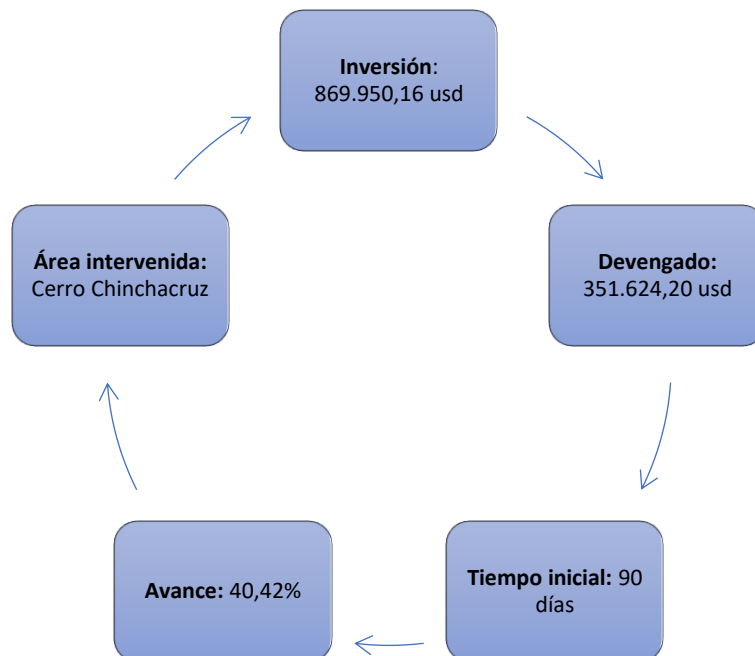 Inversión:
869.950,16 usd
Devengado:
351.624,20 usd
Tiempo inicial: 90
días
Avance: 40,42%
Área intervenida:
Cerro Chinchacruz